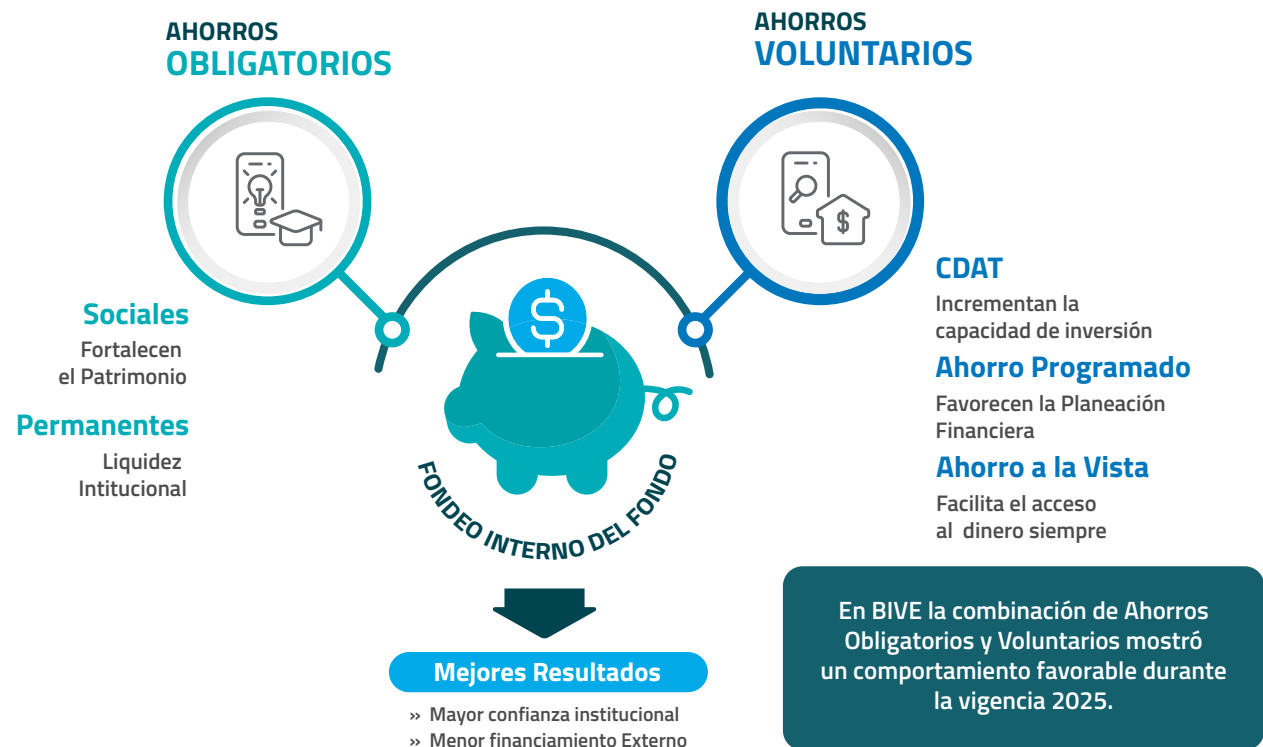 AHORROS
OBLIGATORIOS
Sociales
Fortalecen
el Patrimonio
Permanentes
Liquidez
Intitucional
AHORROS
VOLUNTARIOS
$
CDAT
Incrementan la
capacidad de inversión
Ahorro Programado
Favorecen la Planeación
Financiera
Ahorro a la Vista
Facilita el acceso
al dinero siempre
$
FONDEO INTERNO DEL FONDO
Mejores Resultados
» Mayor confianza institucional
» Menor financiamiento Externo
En BIVE la combinación de Ahorros
Obligatorios y Voluntarios mostró
un comportamiento favorable durante
la vigencia 2025.